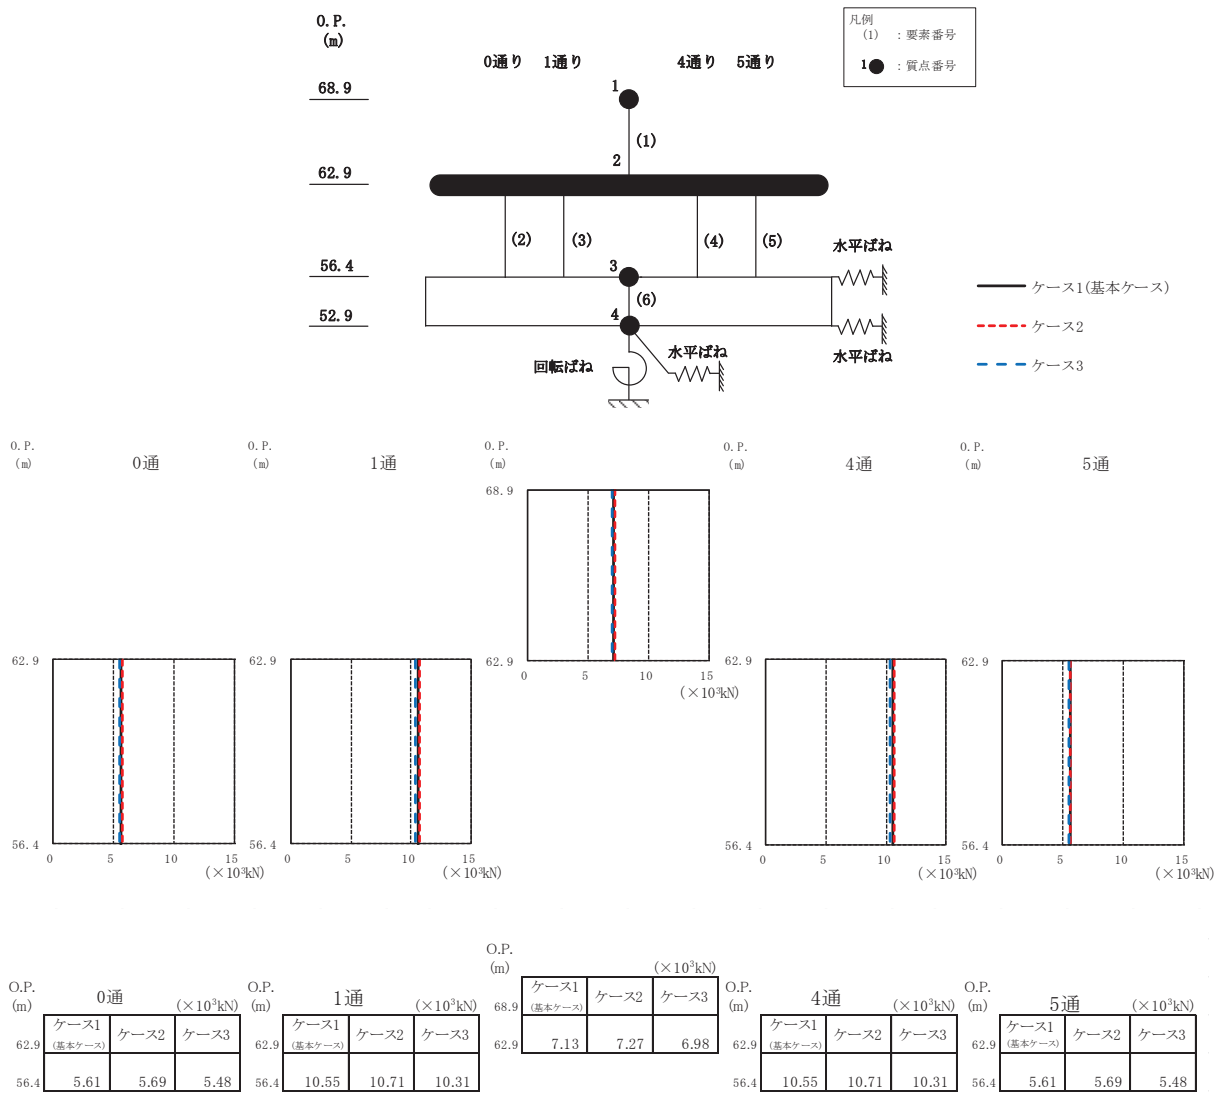 O.P.
(m)
0通り 1通り 4通り 5通り
凡例
(1) ：要素番号
1 ：質点番号
68.9
1
(1)
62.9
2
(2) (3) (4) (5)
水平ばね
56.4
3
(6)
52.9
4
水平ばね
回転ばね
水平ばね
ケース1(基本ケース)
ケース2
ケース3
O.P.
(m)
0通
62.9
56.4
0 5 10 15
(×10³kN)
O.P.
(m)
1通
62.9
56.4
0 5 10 15
(×10³kN)
O.P.
(m)
68.9
62.9
0 5 10 15
(×10³kN)
O.P.
(m)
4通
62.9
56.4
0 5 10 15
(×10³kN)
O.P.
(m)
5通
62.9
56.4
0 5 10 15
(×10³kN)
O.P.
(m) 0通 (×10³kN)
ケース1 ケース2 ケース3
(基本ケース)
62.9
56.4 5.61 5.69 5.48
O.P.
(m) 1通 (×10³kN)
ケース1 ケース2 ケース3
(基本ケース)
62.9
56.4 10.55 10.71 10.31
O.P.
(m) (×10³kN)
ケース1 ケース2 ケース3
(基本ケース)
68.9
62.9 7.13 7.27 6.98
O.P.
(m) 4通 (×10³kN)
ケース1 ケース2 ケース3
(基本ケース)
62.9
56.4 10.55 10.71 10.31
O.P.
(m) 5通 (×10³kN)
ケース1 ケース2 ケース3
(基本ケース)
62.9
56.4 5.61 5.69 5.48